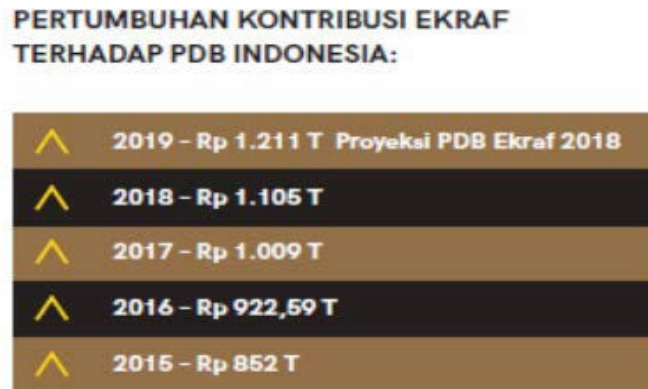 PERTUMBUHAN KONTRIBUSI EKRAF
TERHADAP PDB INDONESIA:
2019 – Rp 1.211 T Proyeksi PDB Ekraf 2018
2018 – Rp 1.105 T
2017 – Rp 1.009 T
2016 – Rp 922,59 T
2015 – Rp 852 T